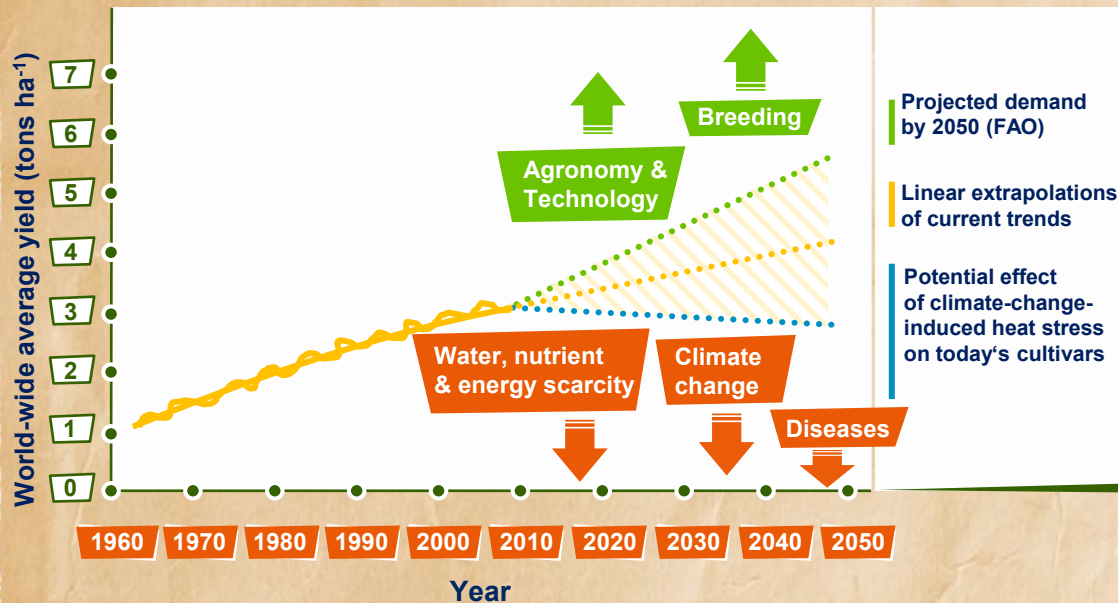 World-wide average yield (tons ha-1)
7
6
5
4
3
2
1
0
Breeding
Agronomy &
Technology
Water, nutrient
& energy scarcity
Climate
change
Diseases
Projected demand
by 2050 (FAO)
Linear extrapolations
of current trends
Potential effect
of climate-change-
induced heat stress
on today‘s cultivars
1960
1970
1980
1990
2000
2010
2020
2030
2040
2050
Year